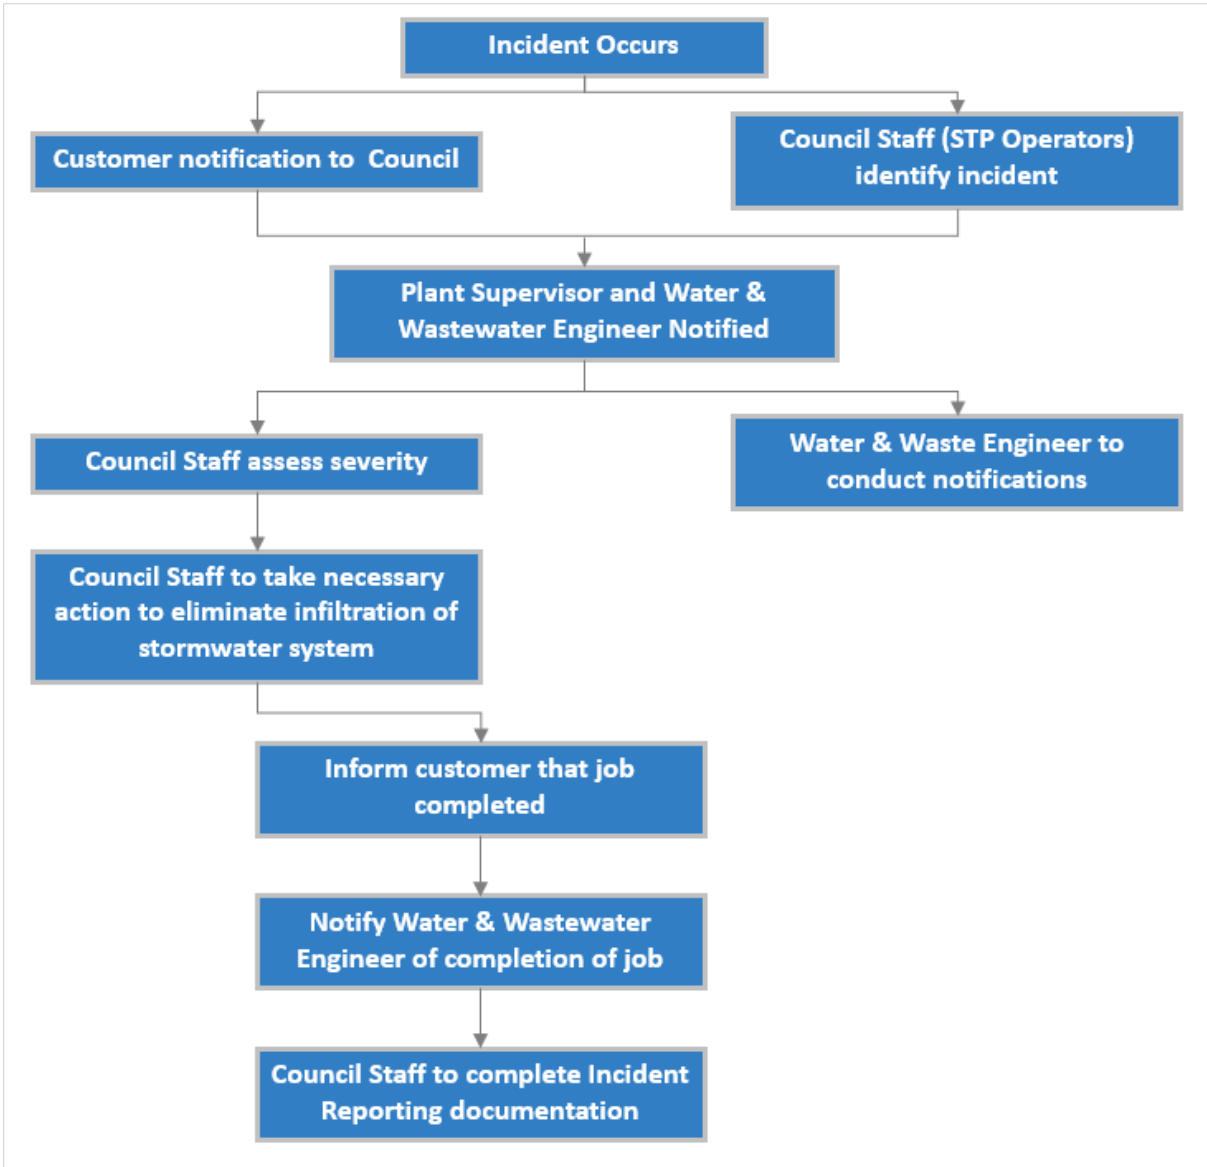 Incident Occurs
Customer notification to Council
Council Staff (STP Operators)
identify incident
Plant Supervisor and Water &
Wastewater Engineer Notified
Council Staff assess severity
Water & Waste Engineer to
conduct notifications
Council Staff to take necessary
action to eliminate infiltration of
stormwater system
Inform customer that job
completed
Notify Water & Wastewater
Engineer of completion of job
Council Staff to complete Incident
Reporting documentation